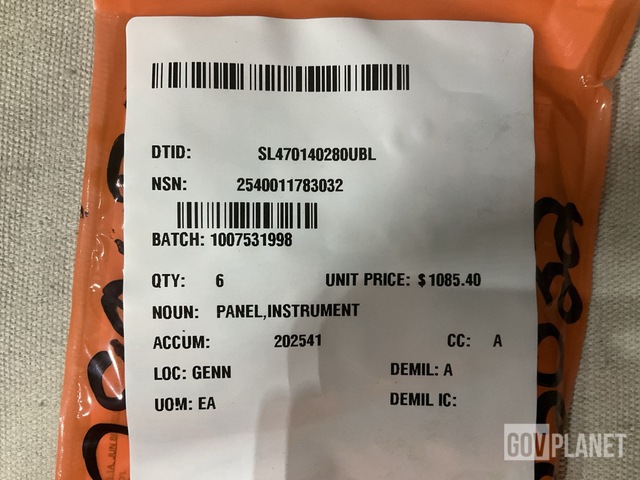 DTID: SL470140280UBL
NSN: 2540011783032
BATCH: 1007531998
QTY: 6 UNIT PRICE: $1085.40
NOUN: PANEL,INSTRUMENT
ACCUM: 202541 CC: A
LOC: GENN DEMIL: A
UOM: EA DEMIL IC:
GOVPLANET